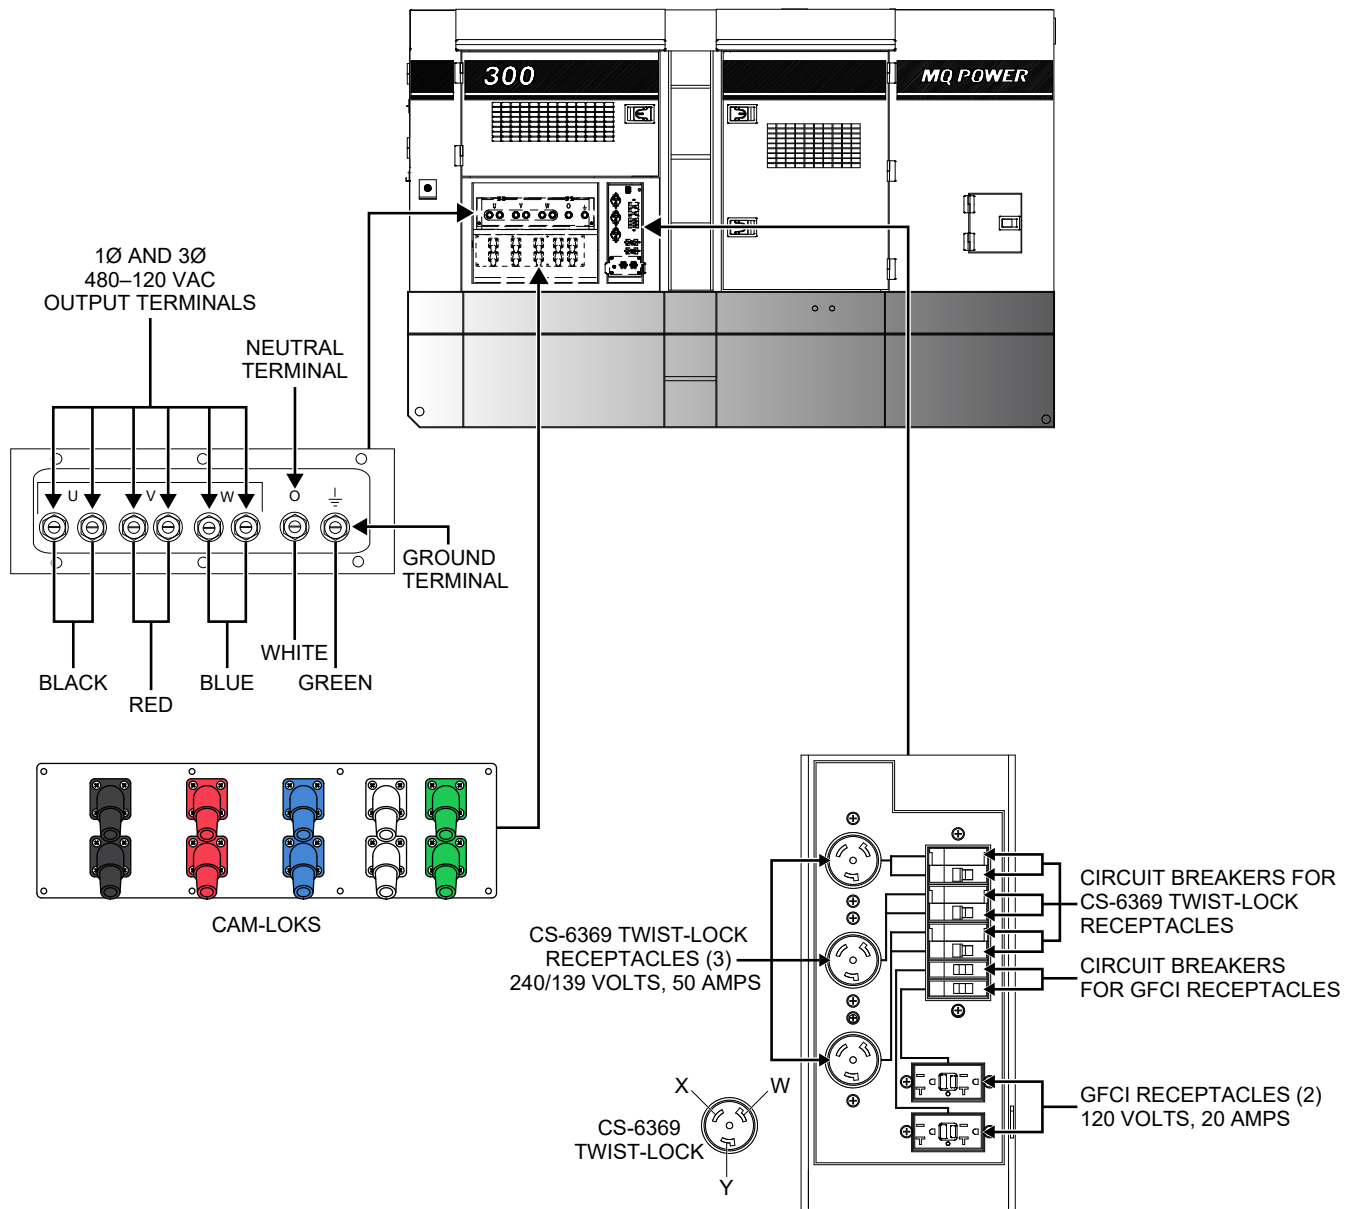 300
MQ POWER
1Ø AND 3Ø
480–120 VAC
OUTPUT TERMINALS
NEUTRAL
TERMINAL
U
V
W
O
U
V
W
O
GROUND
TERMINAL
BLACK
RED
BLUE
WHITE
GREEN
CAM-LOKS
CS-6369 TWIST-LOCK
RECEPTACLES (3)
240/139 VOLTS, 50 AMPS
CIRCUIT BREAKERS FOR
CS-6369 TWIST-LOCK
RECEPTACLES
CIRCUIT BREAKERS
FOR GFCI RECEPTACLES
GFCI RECEPTACLES (2)
120 VOLTS, 20 AMPS
X
W
CS-6369
TWIST-LOCK
Y